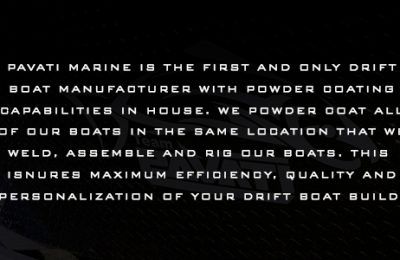 PAVATI MARINE IS THE FIRST AND ONLY DRIFT
BOAT MANUFACTURER WITH POWDER COATING
CAPABILITIES IN HOUSE. WE POWDER COAT ALL
OF OUR BOATS IN THE SAME LOCATION THAT WE
WELD, ASSEMBLE AND RIG OUR BOATS. THIS
ISNURES MAXIMUM EFFICIENCY, QUALITY AND
PERSONALIZATION OF YOUR DRIFT BOAT BUILD.